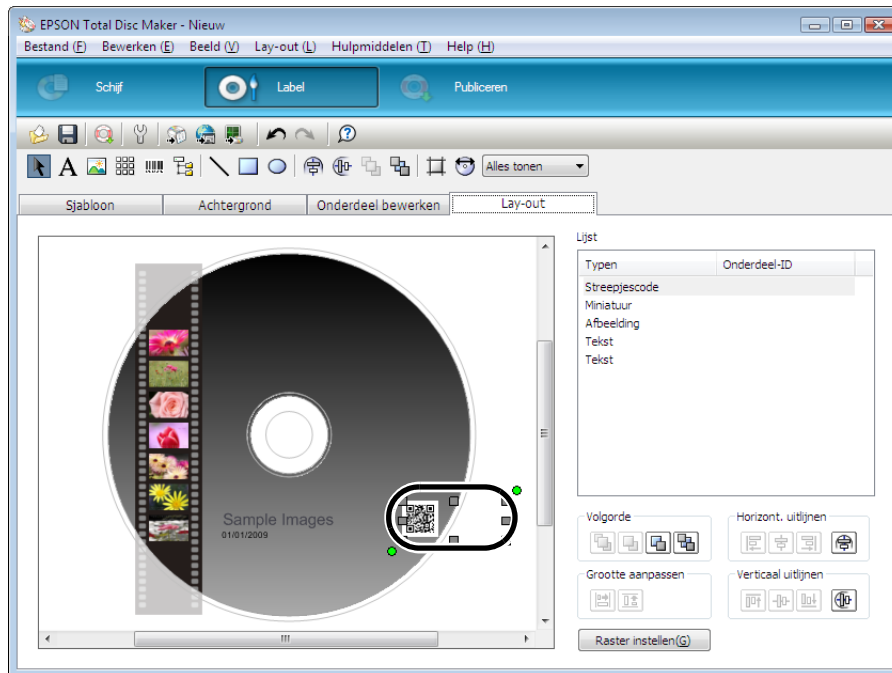 EPSON Total Disc Maker - Nieuw
Bestand (F) Bewerken (E) Beeld (V) Lay-out (L) Hulpmiddelen (T) Help (H)
Schijf Label Publiceren
A Alles tonen
Sjabloon Achtergrond Onderdeel bewerken Lay-out
Lijst
Typen Onderdeel-ID
Streepjescode
Miniatuur
Afbeelding
Tekst
Tekst
Sample Images
01/01/2009
Volgorde Horizont. uitlijnen
Grootte aanpassen Verticaal uitlijnen
Raster instellen(G)